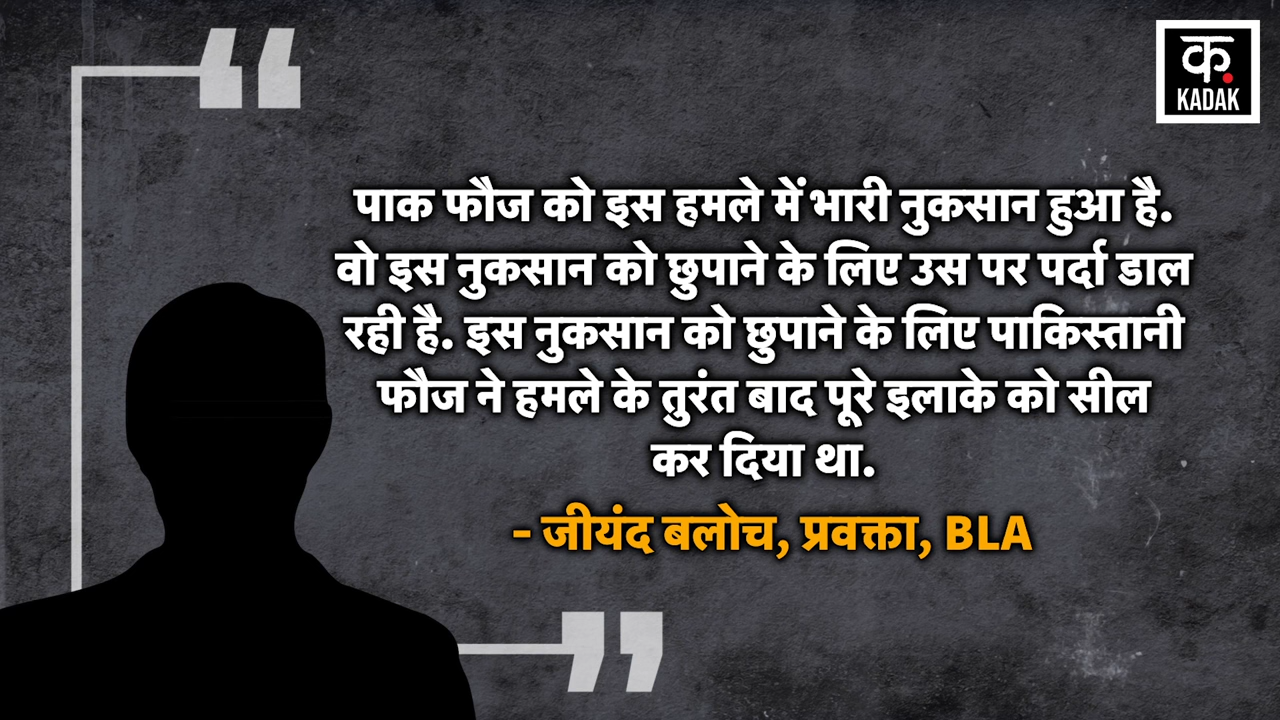 क.
KADAK
पाक फौज को इस हमले में भारी नुकसान हुआ है.
वो इस नुकसान को छुपाने के लिए उस पर पर्दा डाल
रही है. इस नुकसान को छुपाने के लिए पाकिस्तानी
फौज ने हमले के तुरंत बाद पूरे इलाके को सील
कर दिया था.
- जीयंद बलोच, प्रवक्ता, BLA